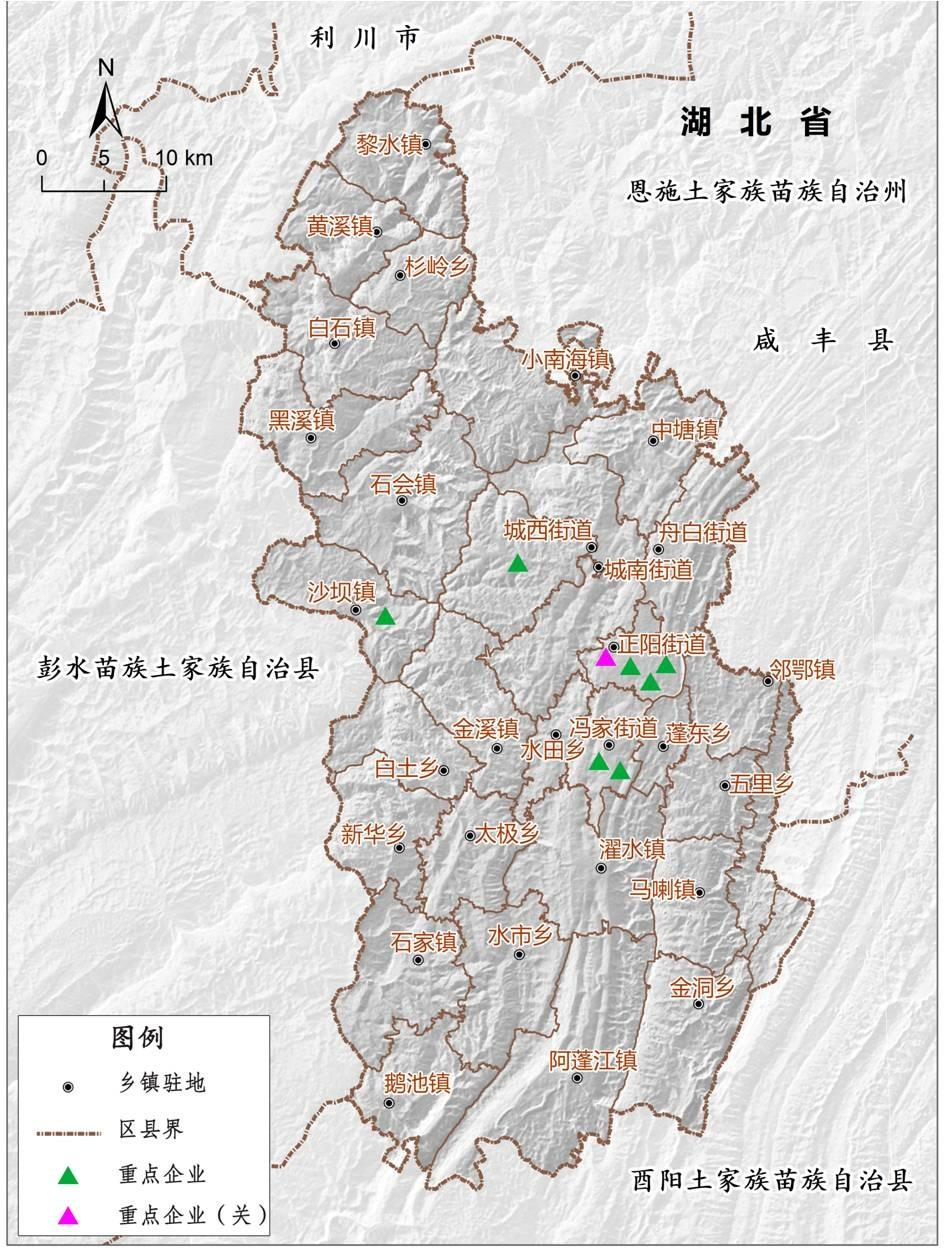 利川市
N
湖北省
0 5 10 km
黎水镇
恩施土家族苗族自治州
黄溪镇
杉岭乡
白石镇
咸丰县
小南海镇
黑溪镇
中塘镇
石会镇
城西街道
舟白街道
城南街道
沙坝镇
正阳街道
彭水苗族土家族自治县
邻鄂镇
金溪镇
冯家街道
蓬东乡
水田乡
白土乡
五里乡
新华乡
太极乡
濯水镇
马喇镇
石家镇
水市乡
金洞乡
图例
乡镇驻地
阿蓬江镇
鹅池镇
区县界
重点企业
酉阳土家族苗族自治县
重点企业（关）